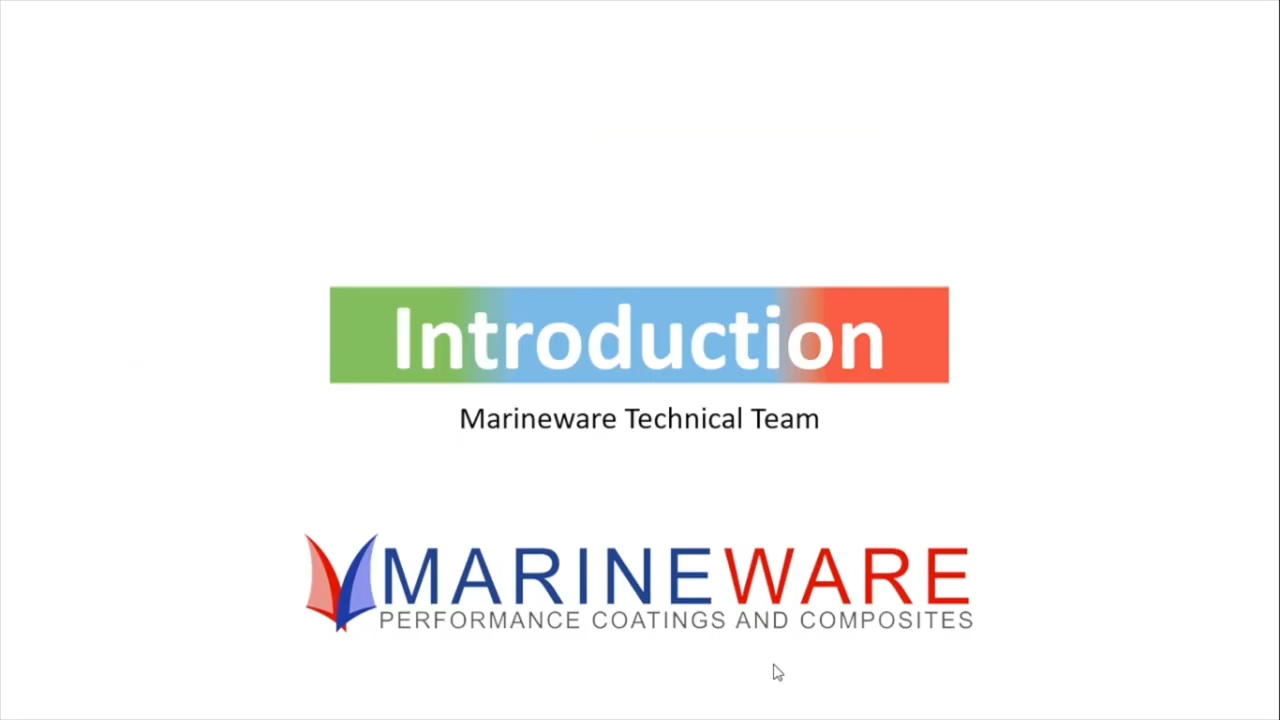 Introduction
Marineware Technical Team
MARINEWARE
PERFORMANCE COATINGS AND COMPOSITES